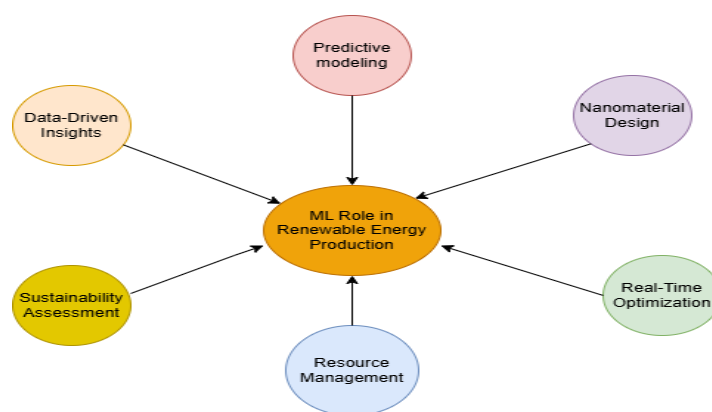 Predictive
modeling
Data-Driven
Insights
Nanomaterial
Design
ML Role in
Renewable Energy
Production
Sustainability
Assessment
Real-Time
Optimization
Resource
Management